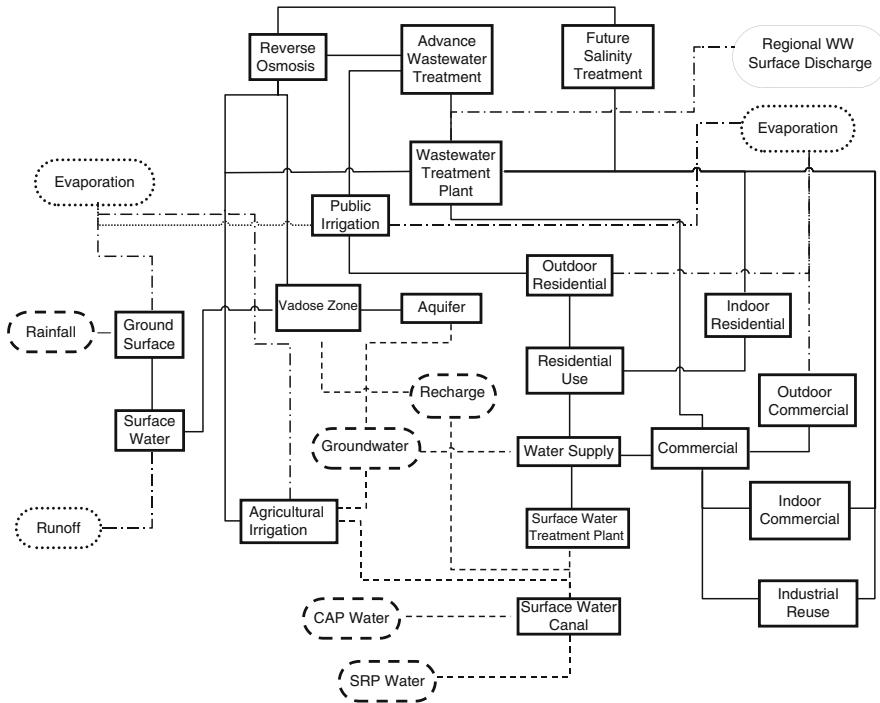 Reverse
Osmosis
Advance
Wastewater
Treatment
Future
Salinity
Treatment
Regional WW
Surface Discharge
Evaporation
Wastewater
Treatment
Plant
Evaporation
Public
Irrigation
Outdoor
Residential
Vadose Zone
Aquifer
Indoor
Residential
Rainfall
Ground
Surface
Residential
Use
Recharge
Outdoor
Commercial
Surface
Water
Groundwater
Water Supply
Commercial
Runoff
Agricultural
Irrigation
Surface Water
Treatment Plant
Indoor
Commercial
CAP Water
Surface Water
Canal
Industrial
Reuse
SRP Water